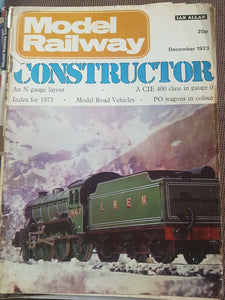 Model
Railway
IAN ALLAN
20p
December 1973
CONSTRUCTOR
An N gauge layout · A CIE 400 class in gauge 0
Index for 1973 · Model Road Vehicles · PO wagons in colour
L N E R